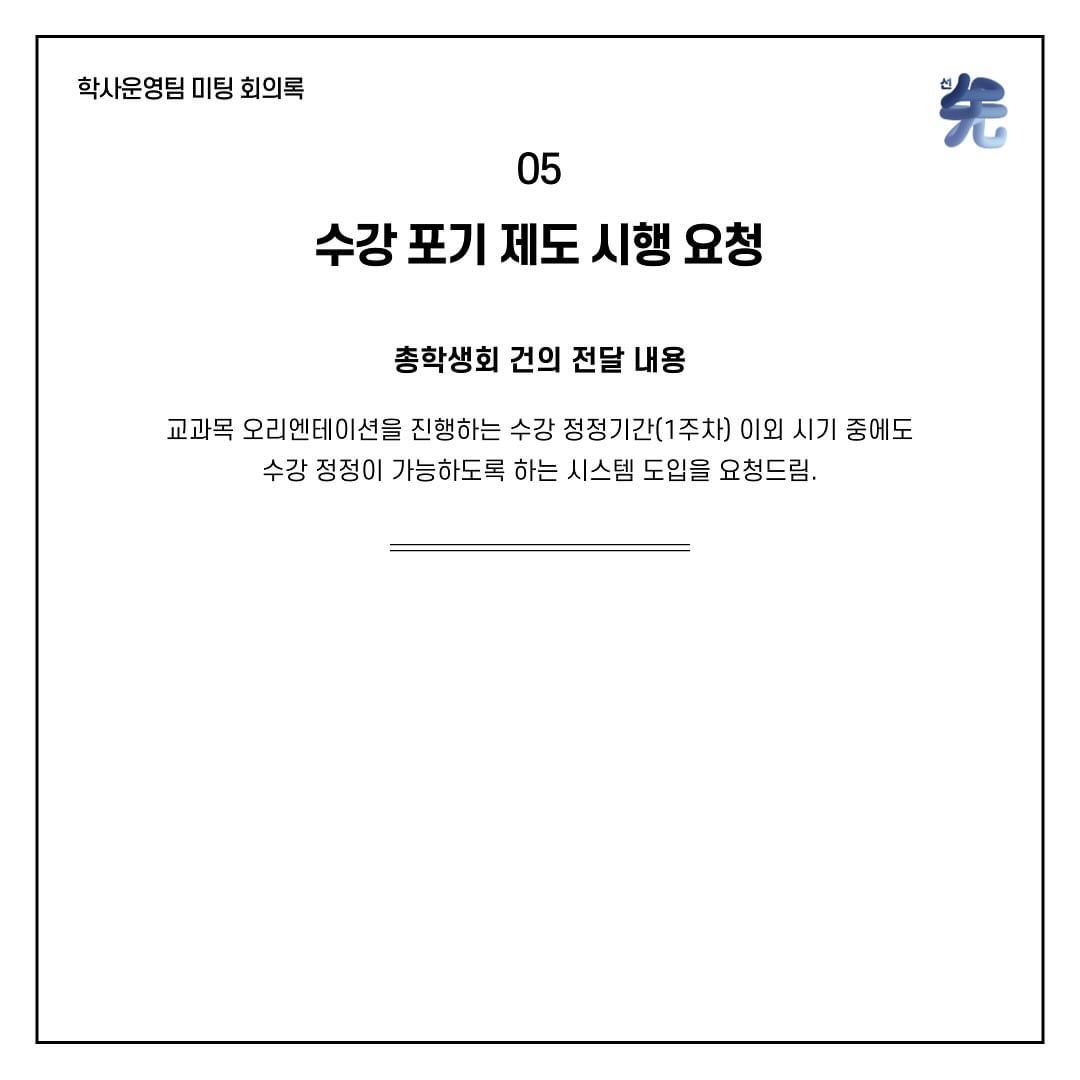 학사운영팀 미팅 회의록
선
先
05
수강 포기 제도 시행 요청
총학생회 건의 전달 내용
교과목 오리엔테이션을 진행하는 수강 정정기간(1주차) 이외 시기 중에도
수강 정정이 가능하도록 하는 시스템 도입을 요청드림.